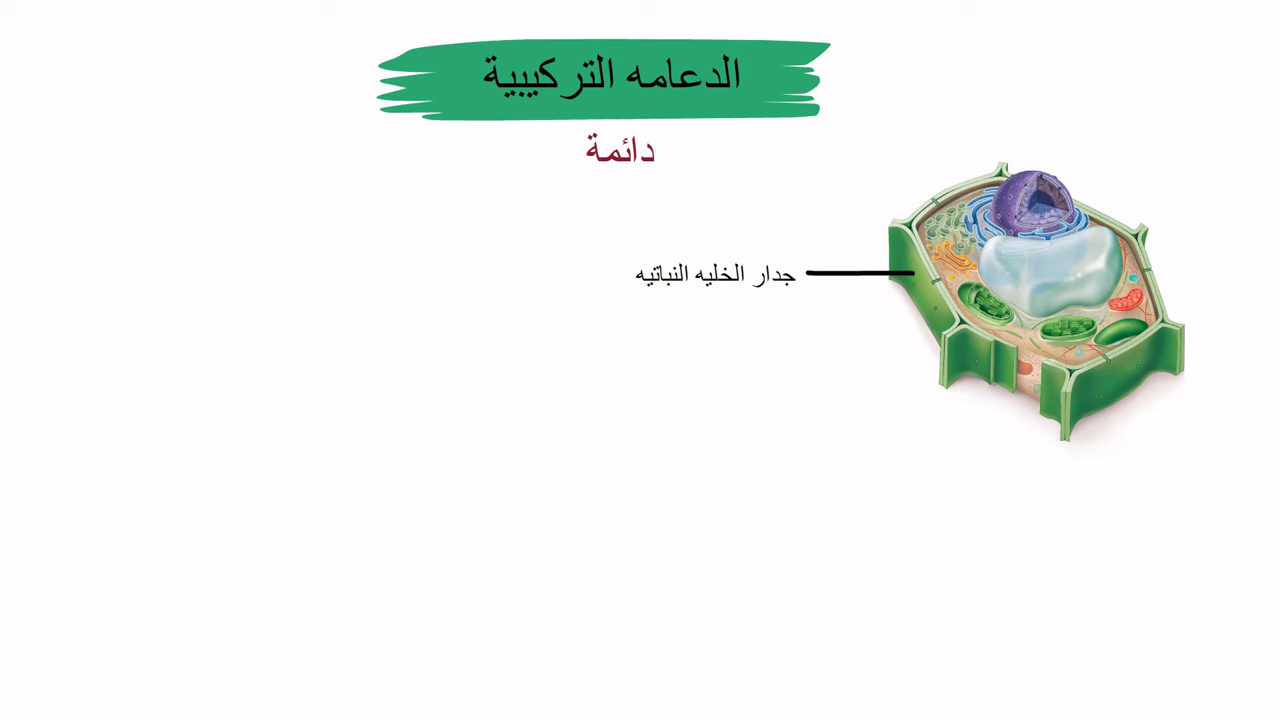 الدعامه التركيبية
دائمة
جدار الخليه النباتيه